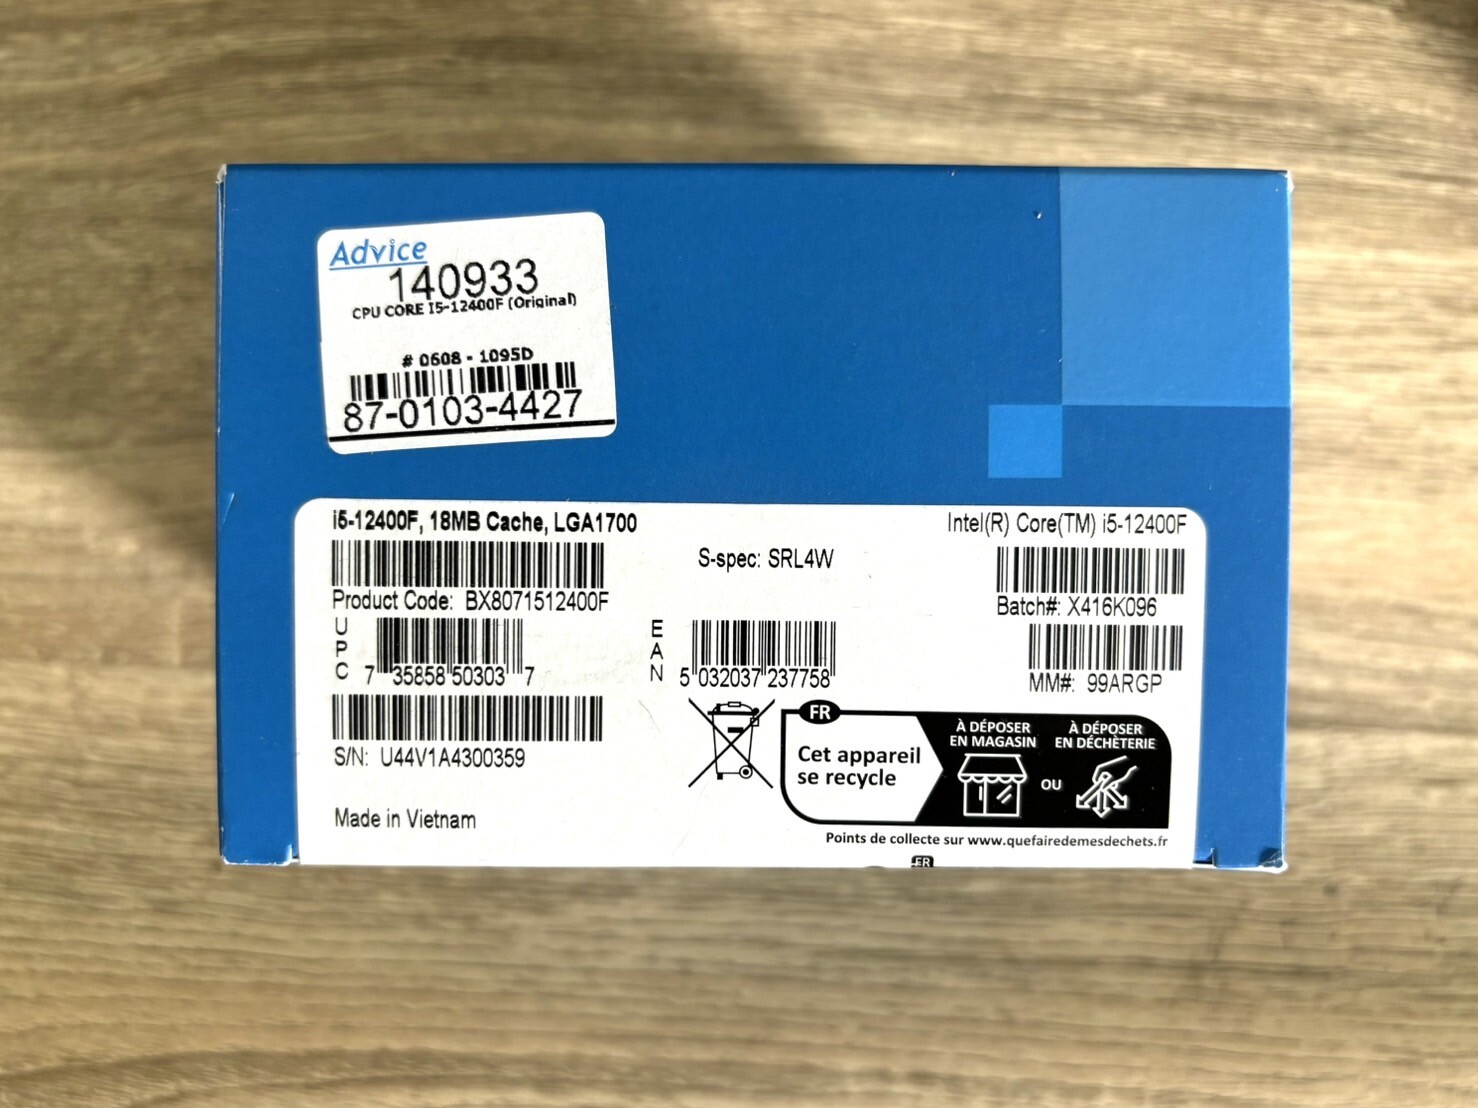 Advice
140933
CPU CORE I5-12400F (Original)
# 0608 - 1095D
87-0103-4427
i5-12400F, 18MB Cache, LGA1700
Intel(R) Core(TM) i5-12400F
S-spec: SRL4W
Product Code: BX8071512400F
Batch#: X416K096
UPC
7 35858 50303 7
EAN
5 032037 237758
MM#: 99ARGP
S/N: U44V1A4300359
FR
Cet appareil
se recycle
À DÉPOSER
EN MAGASIN
OU
À DÉPOSER
EN DÉCHÈTERIE
Made in Vietnam
Points de collecte sur www.quefairedemesdechets.fr
FR